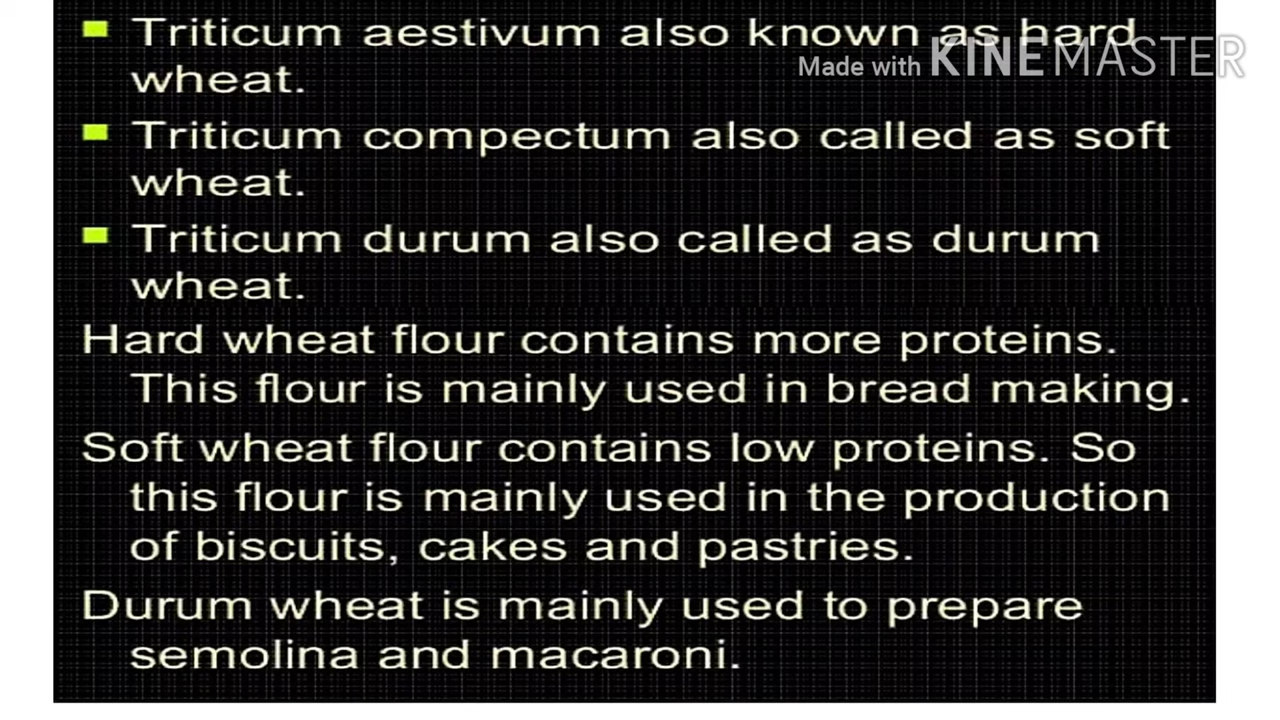 Triticum aestivum also known as hard
Made with KINEMASTER
wheat.
Triticum compectum also called as soft
wheat.
Triticum durum also called as durum
wheat.
Hard wheat flour contains more proteins.
This flour is mainly used in bread making.
Soft wheat flour contains low proteins. So
this flour is mainly used in the production
of biscuits, cakes and pastries.
Durum wheat is mainly used to prepare
semolina and macaroni.